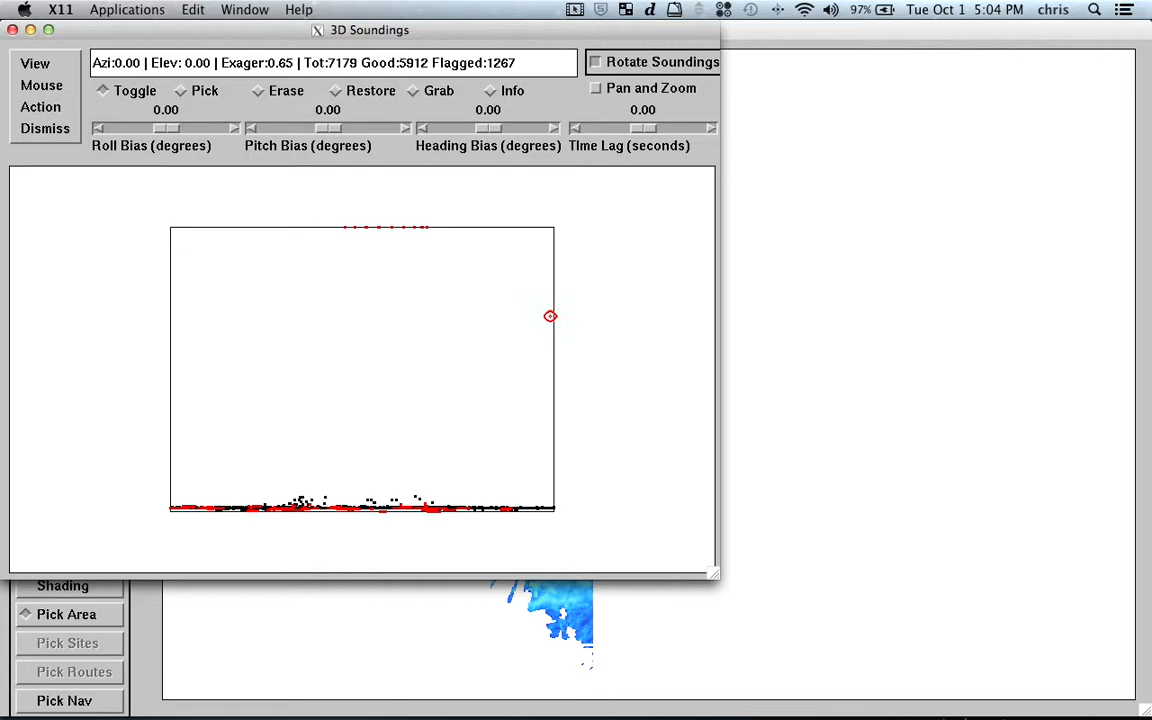 X11 Applications Edit Window Help 97% Tue Oct 1 5:04 PM chris
3D Soundings
View
Mouse
Action
Dismiss
Azi:0.00 | Elev: 0.00 | Exager:0.65 | Tot:7179 Good:5912 Flagged:1267
Rotate Soundings
Pan and Zoom
Toggle Pick Erase Restore Grab Info
0.00 0.00 0.00 0.00
Roll Bias (degrees) Pitch Bias (degrees) Heading Bias (degrees) TIme Lag (seconds)
Shading
Pick Area
Pick Sites
Pick Routes
Pick Nav